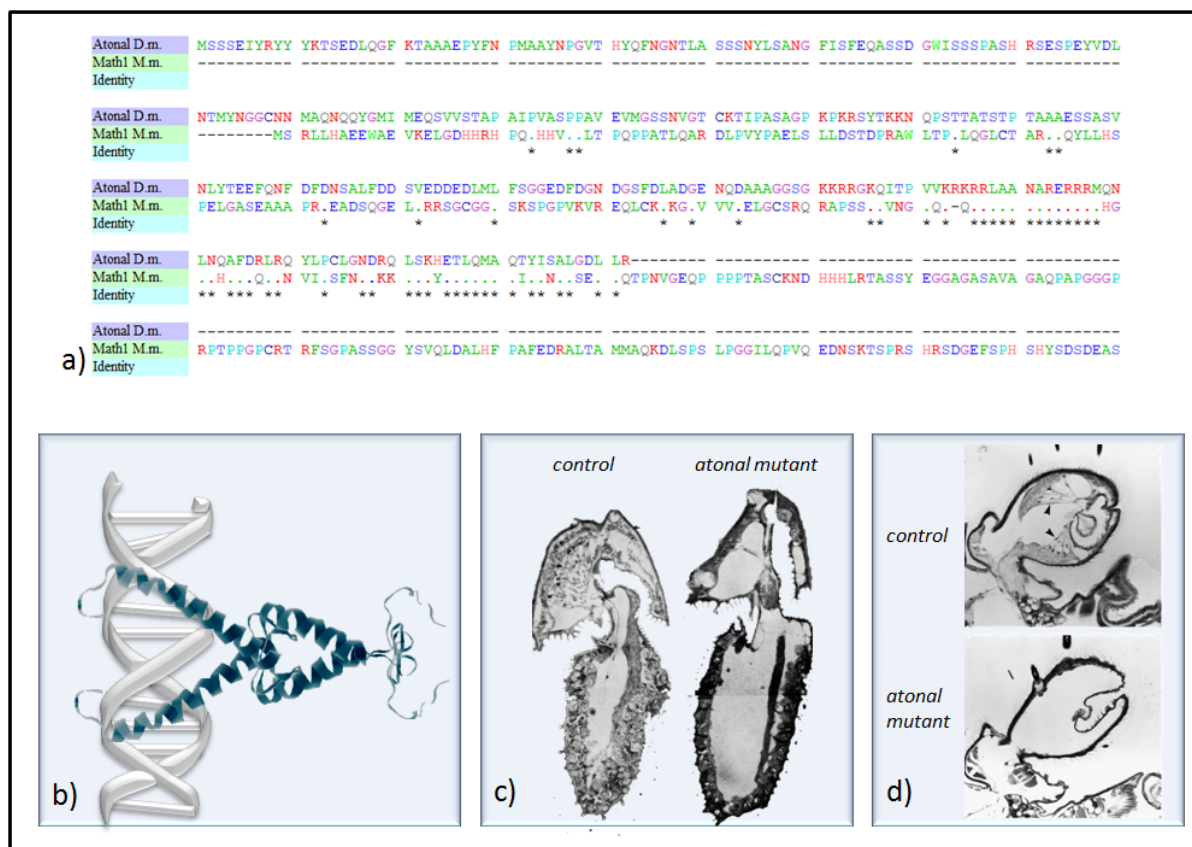 Atonal D.m. MSSSEIYRYY YKTSEDLQGF KTAAAEPYFN PMAAYNPGVT HYQFNGNTLA SSSNYLSANG FISFEQASSD GWISSSPASH RSESPEYVDL
Math1 M.m. ---------- ---------- ---------- ---------- ---------- ---------- ---------- ---------- ----------
Identity
Atonal D.m. NTMYNGGCNN MAQNQQYGMI MEQSVVSTAP AIPVASPPAV EVMGSSNVGT CKTIPASAGP KPKRSYTKKN QPSTTATSTP TAAAESSASV
Math1 M.m. --------MS RLLHAEEWAE VKELGDHHRH PQ.HHV..LT PQPPATLQAR DLPVYPAELS LLDSTDPRAW LTP.LQGLCT AR..QYLLHS
Identity * ** * **
Atonal D.m. NLYTEEFQNF DFDNSALFDD SVEDDEDLML FSGGEDFDGN DGSFDLADGE NQDAAAGGSG KKRRGKQITP VVKRKRRLAA NARERRRMQN
Math1 M.m. PELGASEAAA PR.EADSQGE L.RRSGCGG. SKSPGPVKVR EQLCK.KG.V VVV.ELGCSRQ RAPSS..VNG .Q.-Q..... ........HG
Identity * * * * * * ** * * *************
Atonal D.m. LNQAFDRLRQ YLPCLGNDRQ LSKHETLQMA QTYISALGDL LR-------- ---------- ---------- ---------- ----------
Math1 M.m. ..H...Q..N VI.SFN..KK ...Y...... .I..N..SE. .QTPNVGEQP PPPTASCKND HHHLRTASSY EGGAGASAVA GAQPAPGGGP
Identity ** *** ** * ** *** ****** * ** ** * *
Atonal D.m. ---------- ---------- ---------- ---------- ---------- ---------- ---------- ---------- ----------
Math1 M.m. RPTPPGPCRT RFSGPASSGG YSVQLDALHF PAFEDRALTA MMAQKDLSPS LPGGILQPVQ EDNSKTSPRS HRSDGEFSPH SHYSDSDEAS
Identity
a)
b)
control atonal mutant
c)
control
atonal
mutant
d)